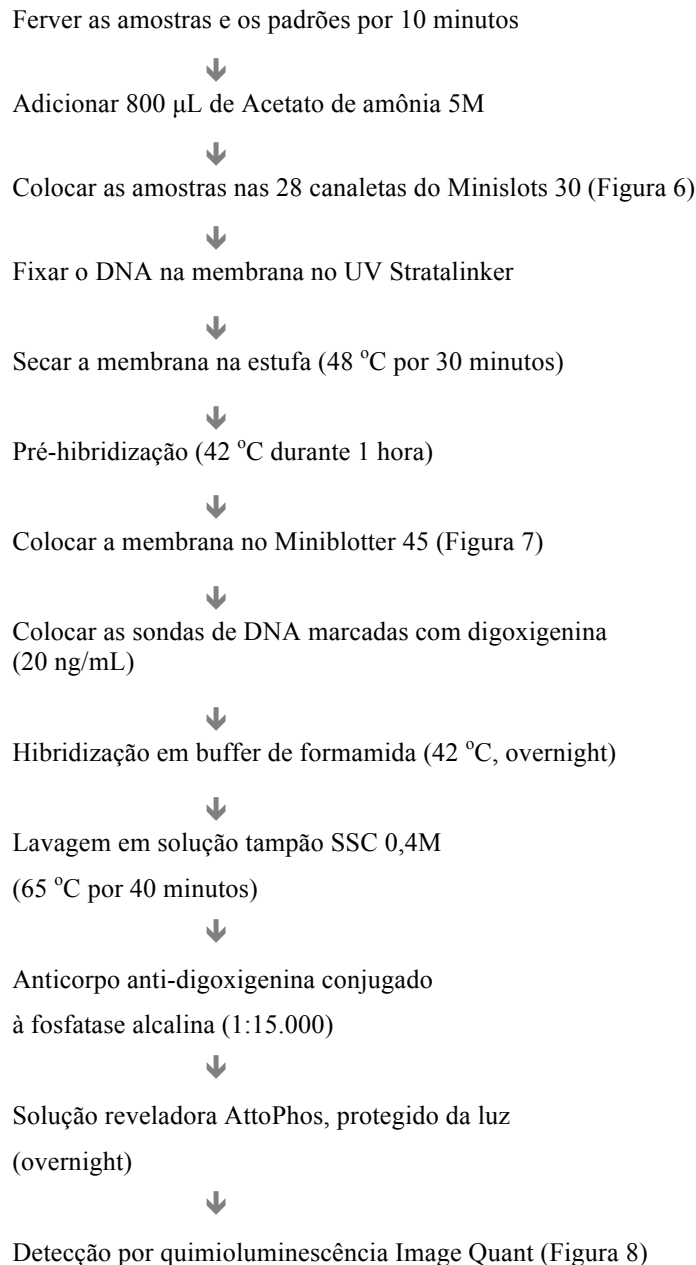 Ferver as amostras e os padrões por 10 minutos
Adicionar 800 μL de Acetato de amônia 5M
Colocar as amostras nas 28 canaletas do Minislots 30 (Figura 6)
Fixar o DNA na membrana no UV Stratalinker
Secar a membrana na estufa (48 °C por 30 minutos)
Pré-hibridização (42 °C durante 1 hora)
Colocar a membrana no Miniblotter 45 (Figura 7)
Colocar as sondas de DNA marcadas com digoxigenina
(20 ng/mL)
Hibridização em buffer de formamida (42 °C, overnight)
Lavagem em solução tampão SSC 0,4M
(65 °C por 40 minutos)
Anticorpo anti-digoxigenina conjugado
à fosfatase alcalina (1:15.000)
Solução reveladora AttoPhos, protegido da luz
(overnight)
Detecção por quimioluminescência Image Quant (Figura 8)